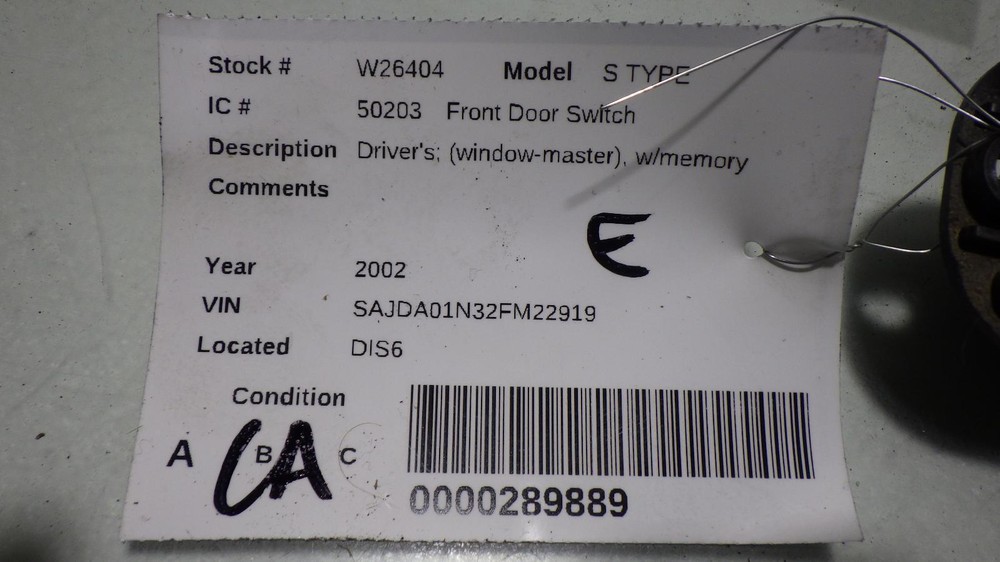 Stock # W26404 Model S TYPE
IC # 50203 Front Door Switch
Description Driver's; (window-master), w/memory
Comments
E
Year 2002
VIN SAJDA01N32FM22919
Located DIS6
Condition
A B C
CA
0000289889